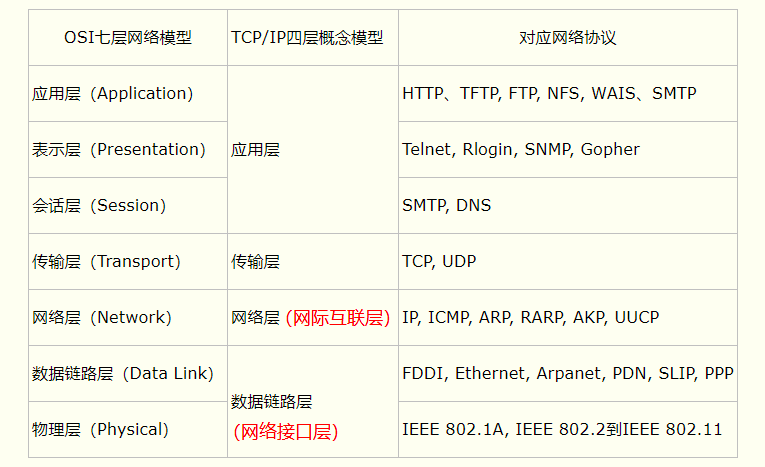 OSI七层网络模型 TCP/IP四层概念模型 对应网络协议
应用层（Application） HTTP、TFTP, FTP, NFS, WAIS、SMTP
表示层（Presentation） 应用层 Telnet, Rlogin, SNMP, Gopher
会话层（Session） SMTP, DNS
传输层（Transport） 传输层 TCP, UDP
网络层（Network） 网络层（网际互联层） IP, ICMP, ARP, RARP, AKP, UUCP
数据链路层（Data Link） FDDI, Ethernet, Arpanet, PDN, SLIP, PPP
数据链路层
物理层（Physical）（网络接口层） IEEE 802.1A, IEEE 802.2到IEEE 802.11